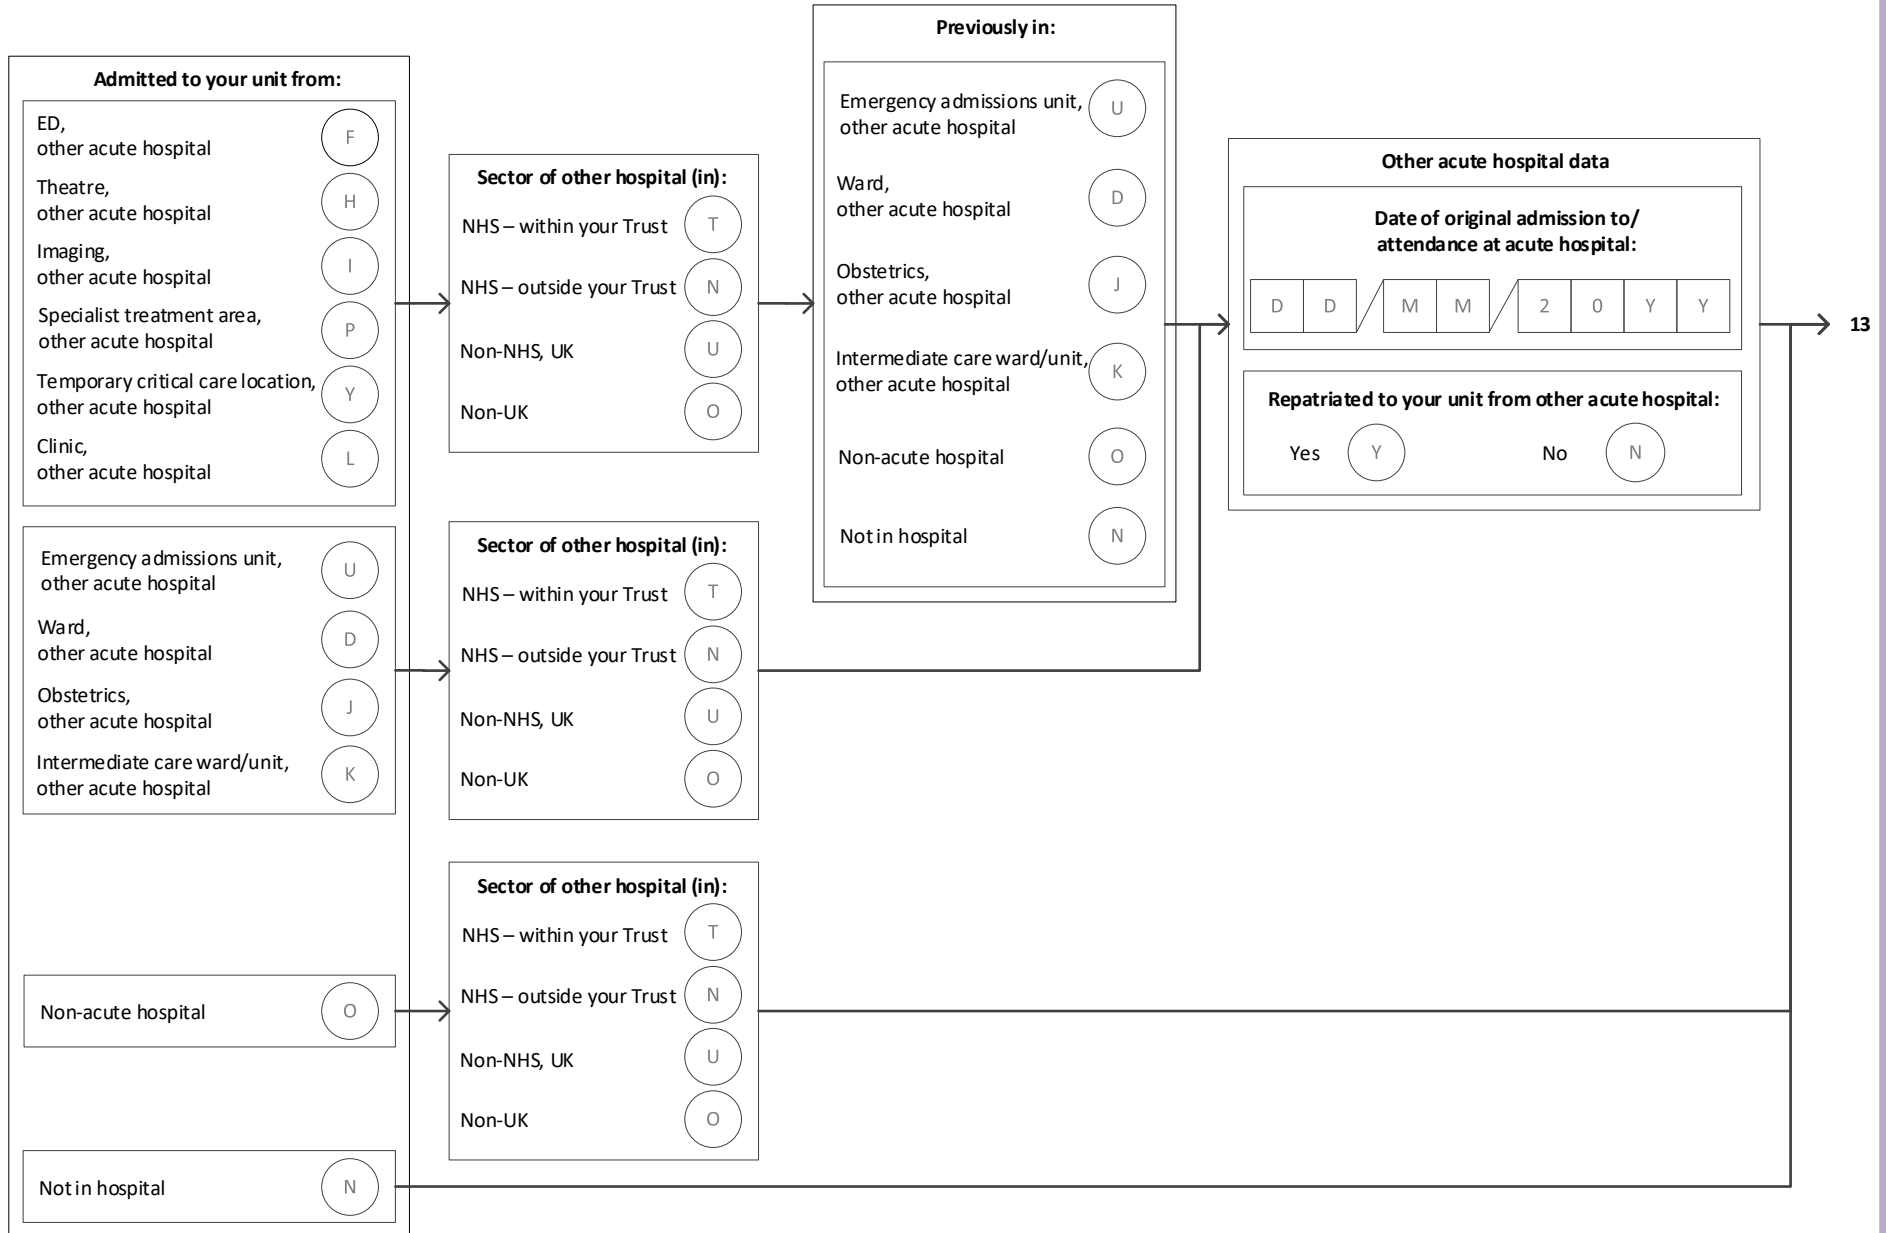 Admitted to your unit from:
ED,
other acute hospital
F
Theatre,
other acute hospital
H
Imaging,
other acute hospital
I
Specialist treatment area,
other acute hospital
P
Temporary critical care location,
other acute hospital
Y
Clinic,
other acute hospital
L
Emergency admissions unit,
other acute hospital
U
Ward,
other acute hospital
D
Obstetrics,
other acute hospital
J
Intermediate care ward/unit,
other acute hospital
K
Non-acute hospital
O
Not in hospital
N
Sector of other hospital (in):
NHS – within your Trust
T
NHS – outside your Trust
N
Non-NHS, UK
U
Non-UK
O
Sector of other hospital (in):
NHS – within your Trust
T
NHS – outside your Trust
N
Non-NHS, UK
U
Non-UK
O
Sector of other hospital (in):
NHS – within your Trust
T
NHS – outside your Trust
N
Non-NHS, UK
U
Non-UK
O
Previously in:
Emergency admissions unit,
other acute hospital
U
Ward,
other acute hospital
D
Obstetrics,
other acute hospital
J
Intermediate care ward/unit,
other acute hospital
K
Non-acute hospital
O
Not in hospital
N
Other acute hospital data
Date of original admission to/
attendance at acute hospital:
D D / M M / 2 0 Y Y
Repatriated to your unit from other acute hospital:
Yes Y No N
13